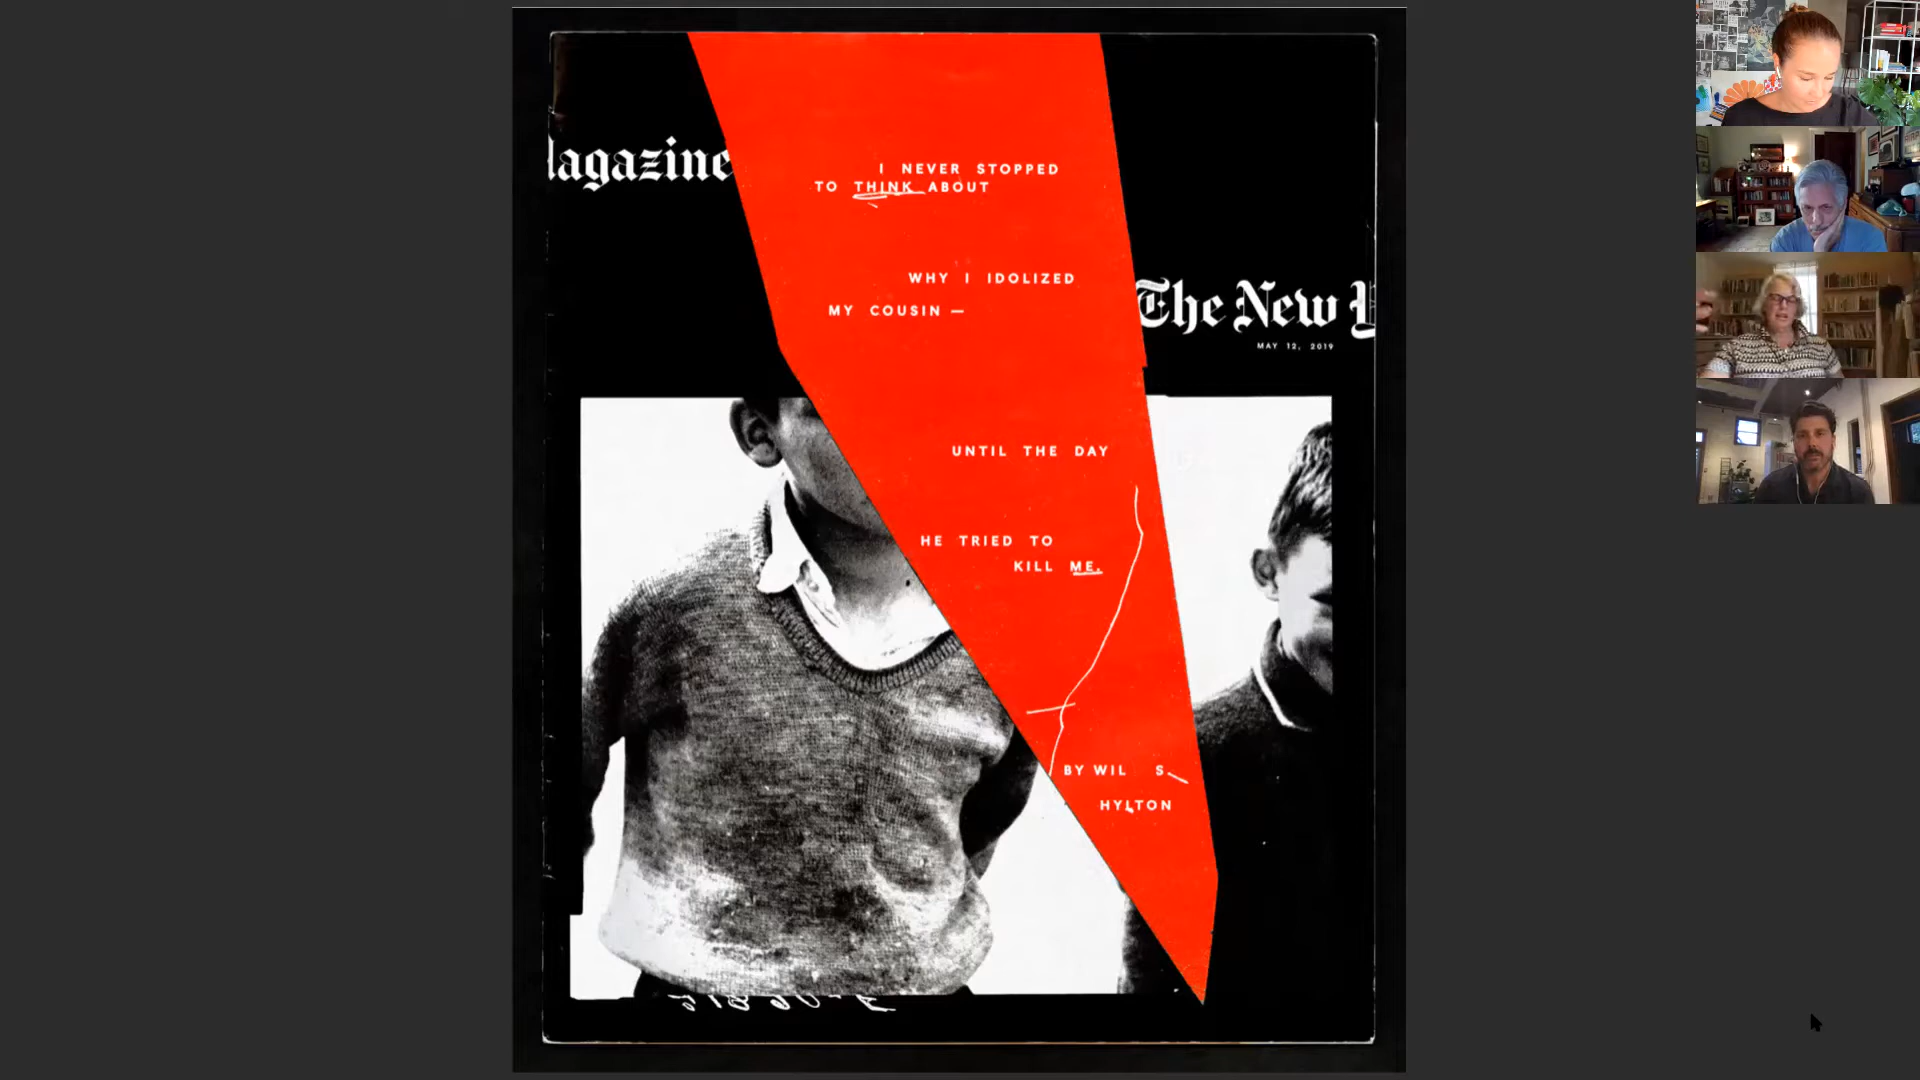 Magazine
I NEVER STOPPED
TO THINK ABOUT
WHY I IDOLIZED
MY COUSIN —
The New Y
MAY 12, 2019
UNTIL THE DAY
HE TRIED TO
KILL ME.
BY WIL S.
HYLTON